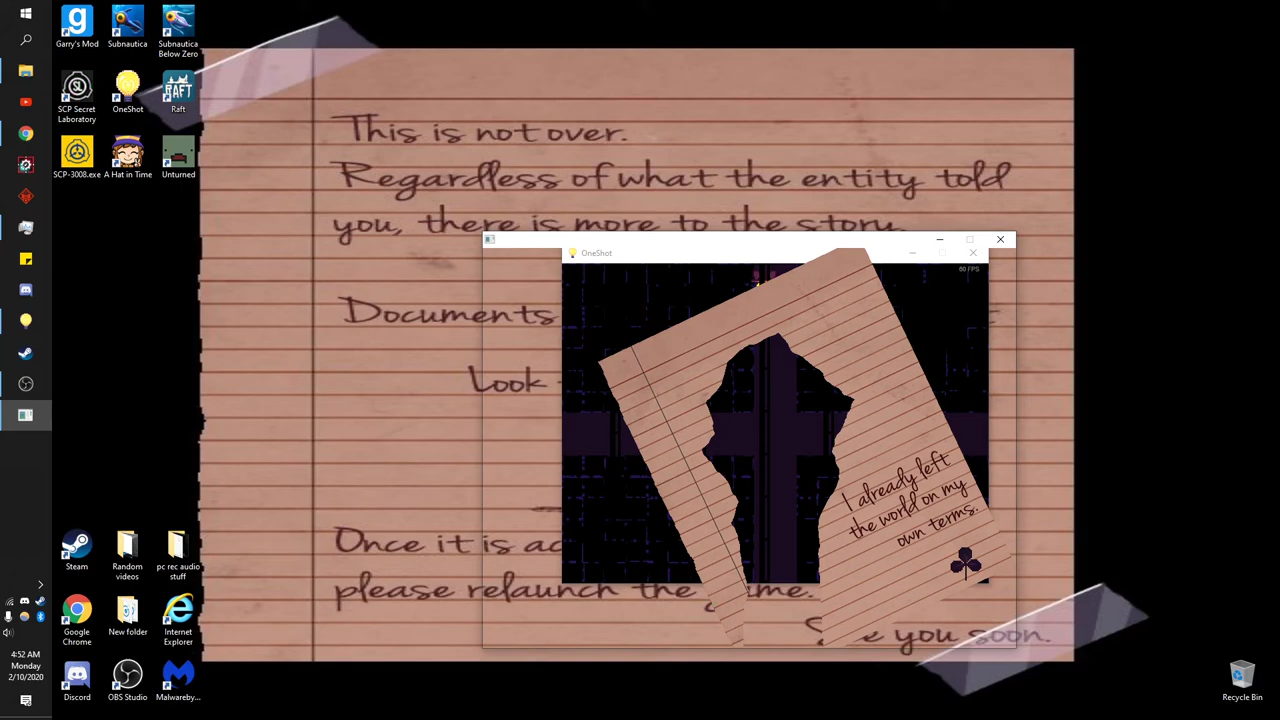 Garry's Mod
Subnautica
Subnautica
Below Zero
SCP Secret
Laboratory
OneShot
Raft
SCP-3008.exe
A Hat in Time
Unturned
This is not over.
Regardless of what the entity told
you, there is more to the story.
Documents
Look
Once it is
please relaunch the
you soon.
OneShot
60 FPS
I already left
the world on my
own terms.
Steam
Random
videos
pc rec audio
stuff
Google
Chrome
New folder
Internet
Explorer
Discord
OBS Studio
Malwareby...
4:52 AM
Monday
2/10/2020
Recycle Bin